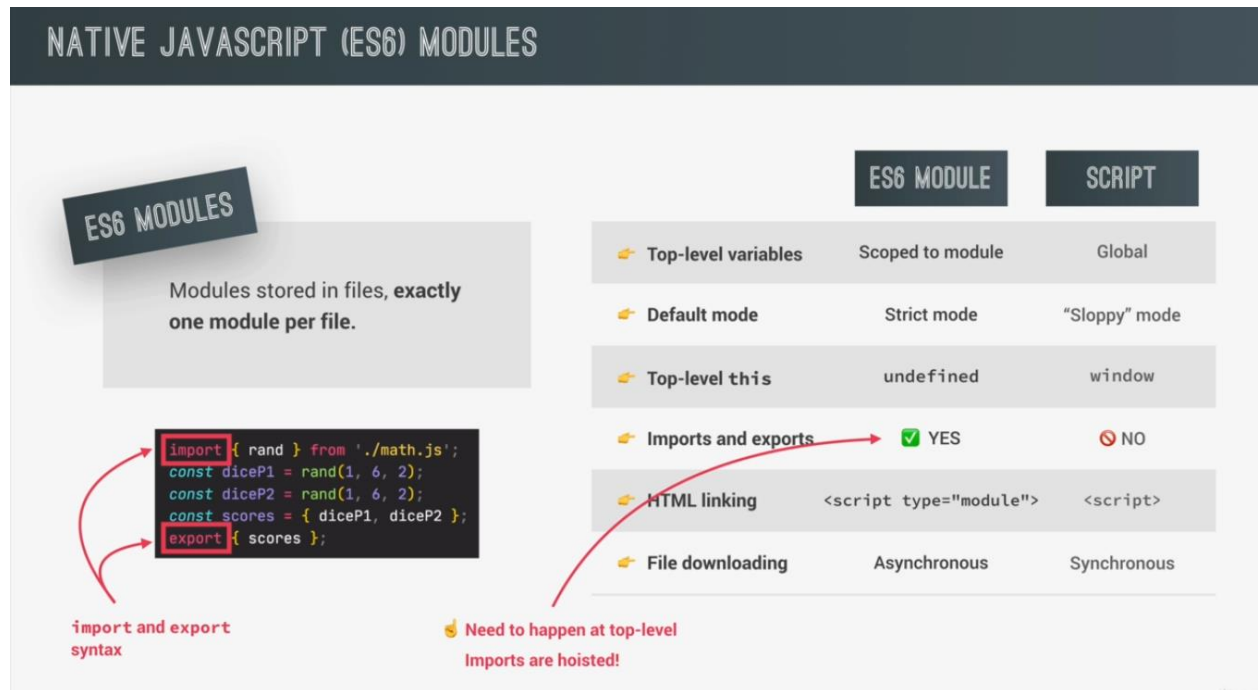 NATIVE JAVASCRIPT (ES6) MODULES
ES6 MODULES
Modules stored in files, exactly
one module per file.
import { rand } from './math.js';
const diceP1 = rand(1, 6, 2);
const diceP2 = rand(1, 6, 2);
const scores = { diceP1, diceP2 };
export { scores };
import and export
syntax
ES6 MODULE SCRIPT
👉 Top-level variables Scoped to module Global
👉 Default mode Strict mode “Sloppy” mode
👉 Top-level this undefined window
👉 Imports and exports ✅ YES 🚫 NO
👉 HTML linking <script type="module"> <script>
👉 File downloading Asynchronous Synchronous
☝️ Need to happen at top-level
Imports are hoisted!